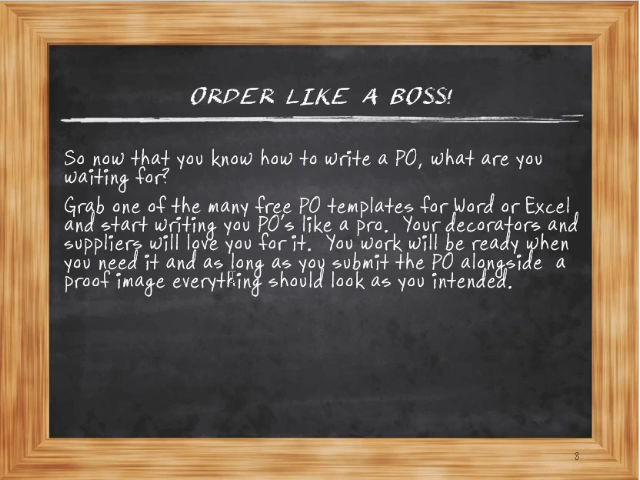 ORDER LIKE A BOSS!
So now that you know how to write a PO, what are you
waiting for?
Grab one of the many free PO templates for Word or Excel
and start writing you PO's like a pro. Your decorators and
suppliers will love you for it. You work will be ready when
you need it and as long as you submit the PO alongside a
proof image everything should look as you intended.
8